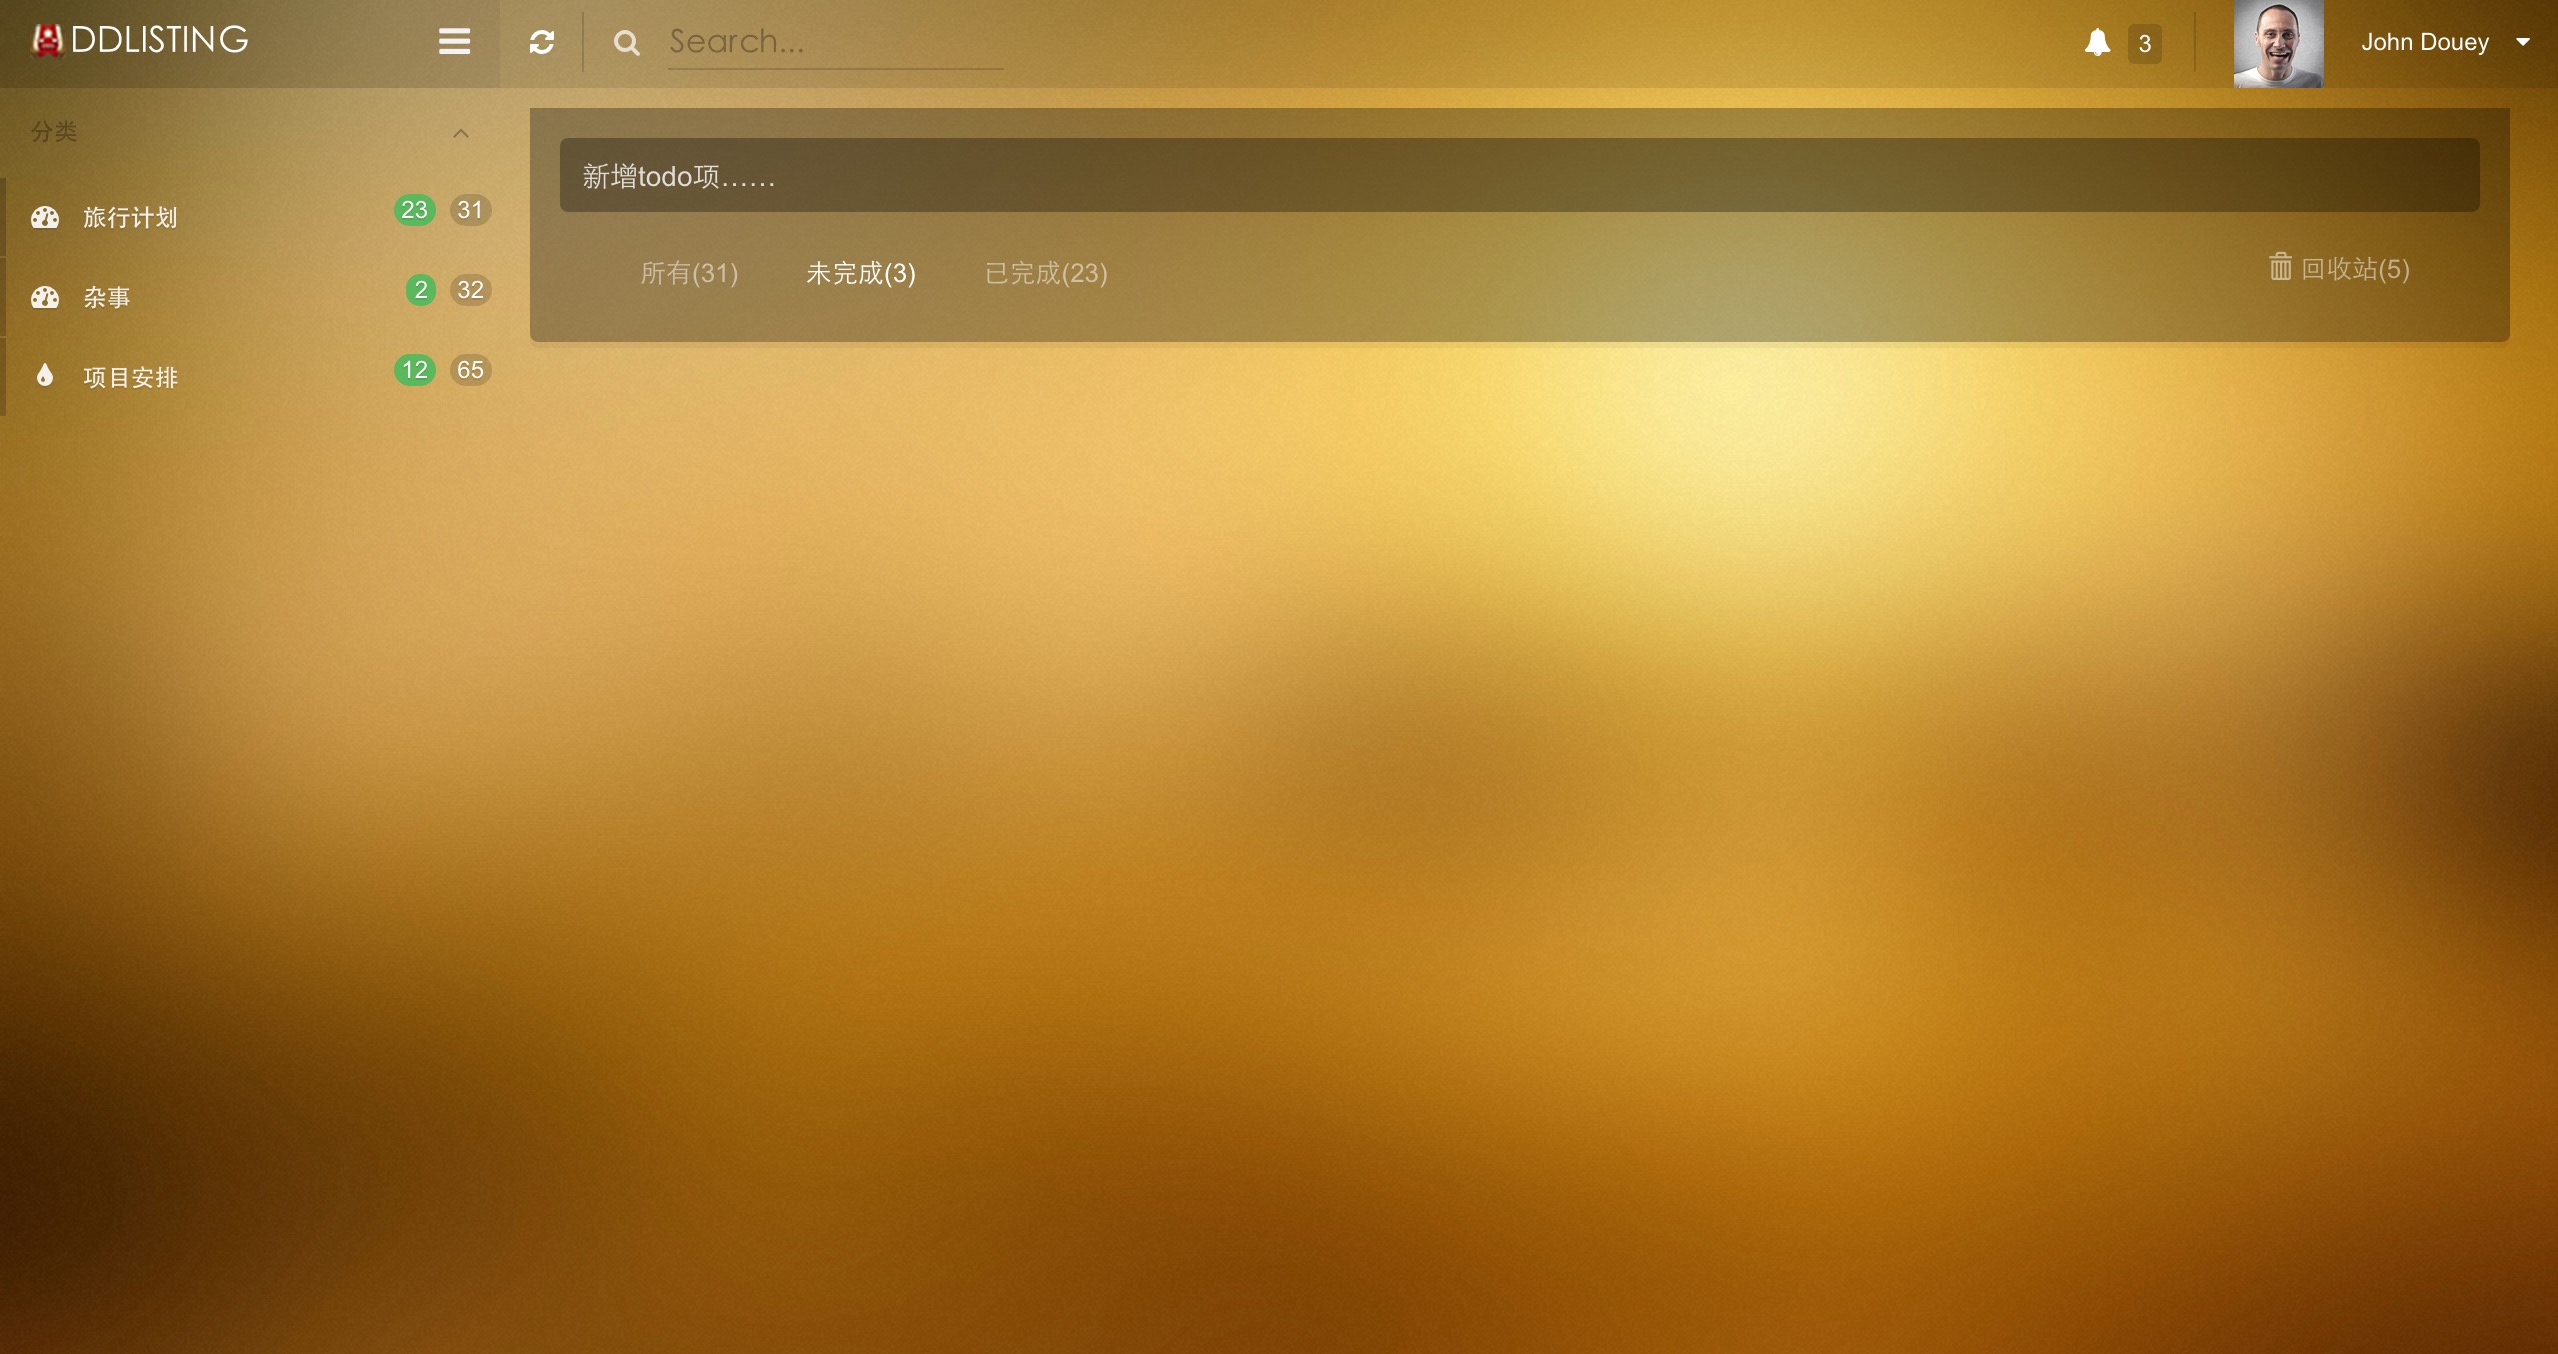 DDLISTING
Search...
3
John Douey
分类
旅行计划 23 31
杂事 2 32
项目安排 12 65
新增todo项……
所有(31) 未完成(3) 已完成(23) 回收站(5)